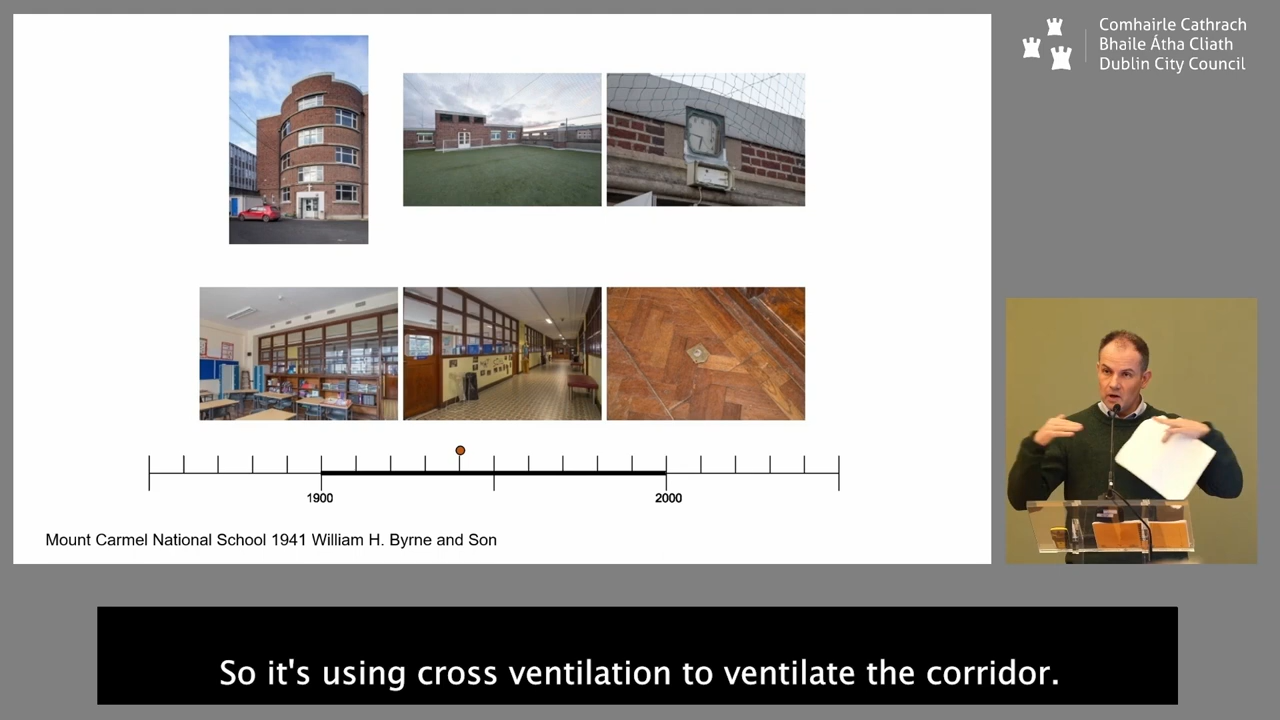 Comhairle Cathrach
Bhaile Átha Cliath
Dublin City Council
1900
2000
Mount Carmel National School 1941 William H. Byrne and Son
So it's using cross ventilation to ventilate the corridor.